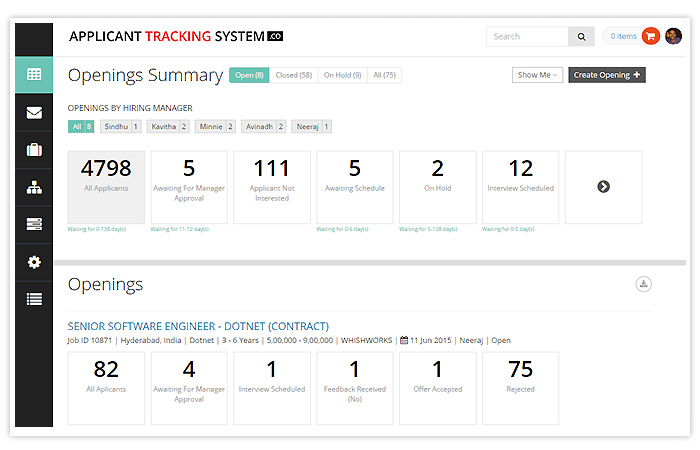 APPLICANT TRACKING SYSTEM .CO
Search
0 items
Openings Summary
Open (8) Closed (58) On Hold (9) All (75)
Show Me
Create Opening +
OPENINGS BY HIRING MANAGER
All 8 Sindhu 1 Kavitha 2 Minnie 2 Avinadh 2 Neeraj 1
4798 5 111 5 2 12
All Applicants Awaiting For Manager Approval Applicant Not Interested Awaiting Schedule On Hold Interview Scheduled
Waiting for 0-138 day(s) Waiting for 11-12 day(s) Waiting for 0-6 day(s) Waiting for 5-138 day(s) Waiting for 0-5 day(s)
Openings
SENIOR SOFTWARE ENGINEER - DOTNET (CONTRACT)
Job ID 10871 | Hyderabad, India | Dotnet | 3 - 6 Years | 5,00,000 - 9,00,000 | WHISHWORKS | 11 Jun 2015 | Neeraj | Open
82 4 1 1 1 75
All Aplicants Awaiting For Manager Approval Interview Scheduled Feedback Received (No) Offer Accepted Rejected